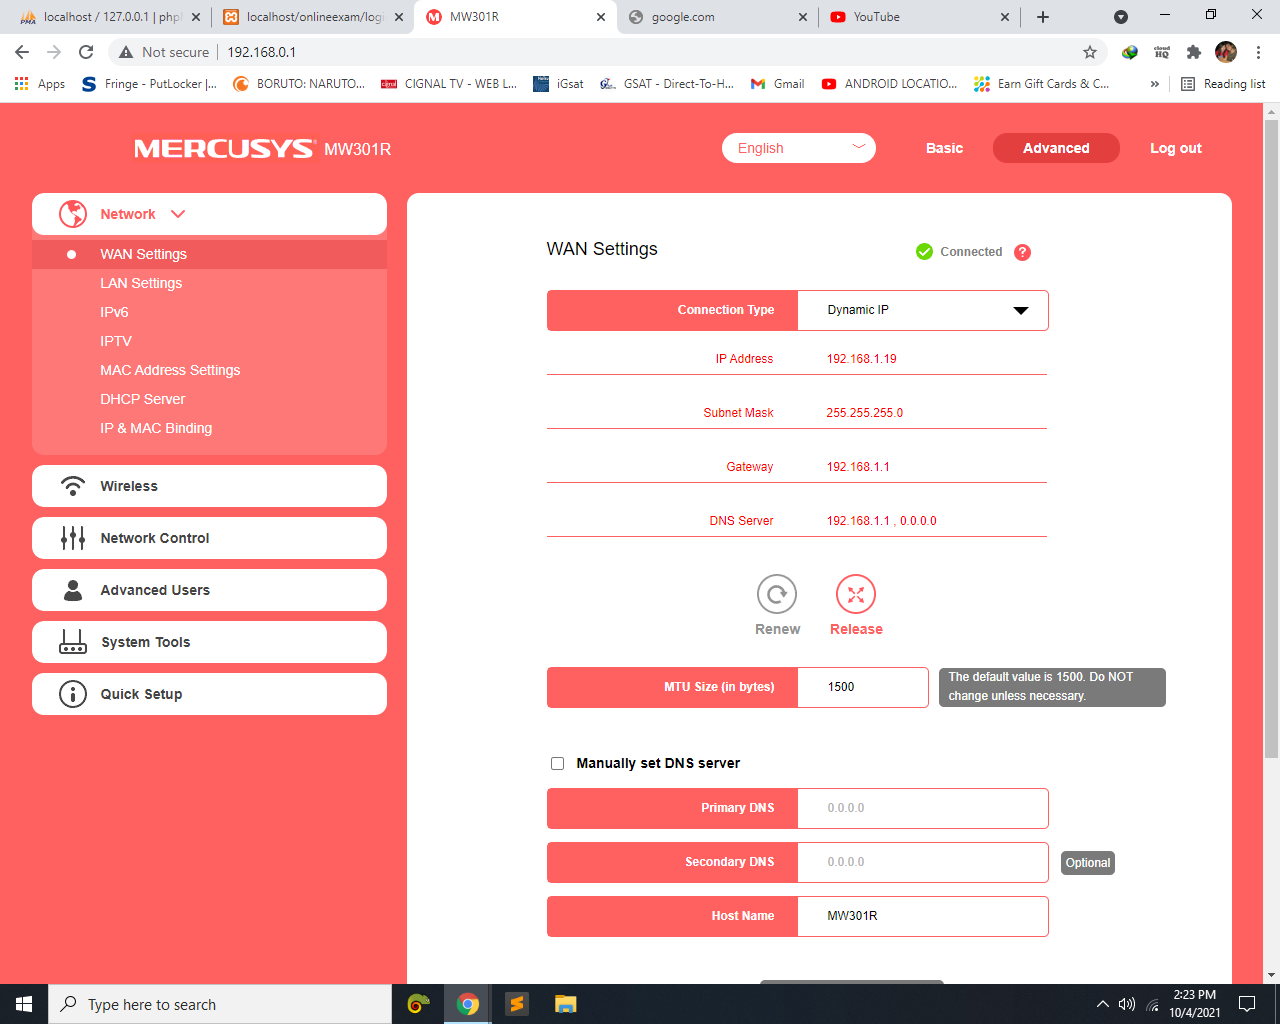 localhost / 127.0.0.1 | php
localhost/onlineexam/logi
MW301R
google.com
YouTube
Not secure
192.168.0.1
cloud
HQ
Apps
Fringe - PutLocker |...
BORUTO: NARUTO...
CIGNAL TV - WEB L...
iGsat
GSAT - Direct-To-H...
Gmail
ANDROID LOCATIO...
Earn Gift Cards & C...
»
Reading list
MERCUSYS MW301R
English
Basic
Advanced
Log out
Network
WAN Settings
LAN Settings
IPv6
IPTV
MAC Address Settings
DHCP Server
IP & MAC Binding
Wireless
Network Control
Advanced Users
System Tools
Quick Setup
WAN Settings
Connected
?
Connection Type
Dynamic IP
IP Address
192.168.1.19
Subnet Mask
255.255.255.0
Gateway
192.168.1.1
DNS Server
192.168.1.1 , 0.0.0.0
Renew
Release
MTU Size (in bytes)
1500
The default value is 1500. Do NOT
change unless necessary.
Manually set DNS server
Primary DNS
0.0.0.0
Secondary DNS
0.0.0.0
Optional
Host Name
MW301R
Type here to search
2:23 PM
10/4/2021